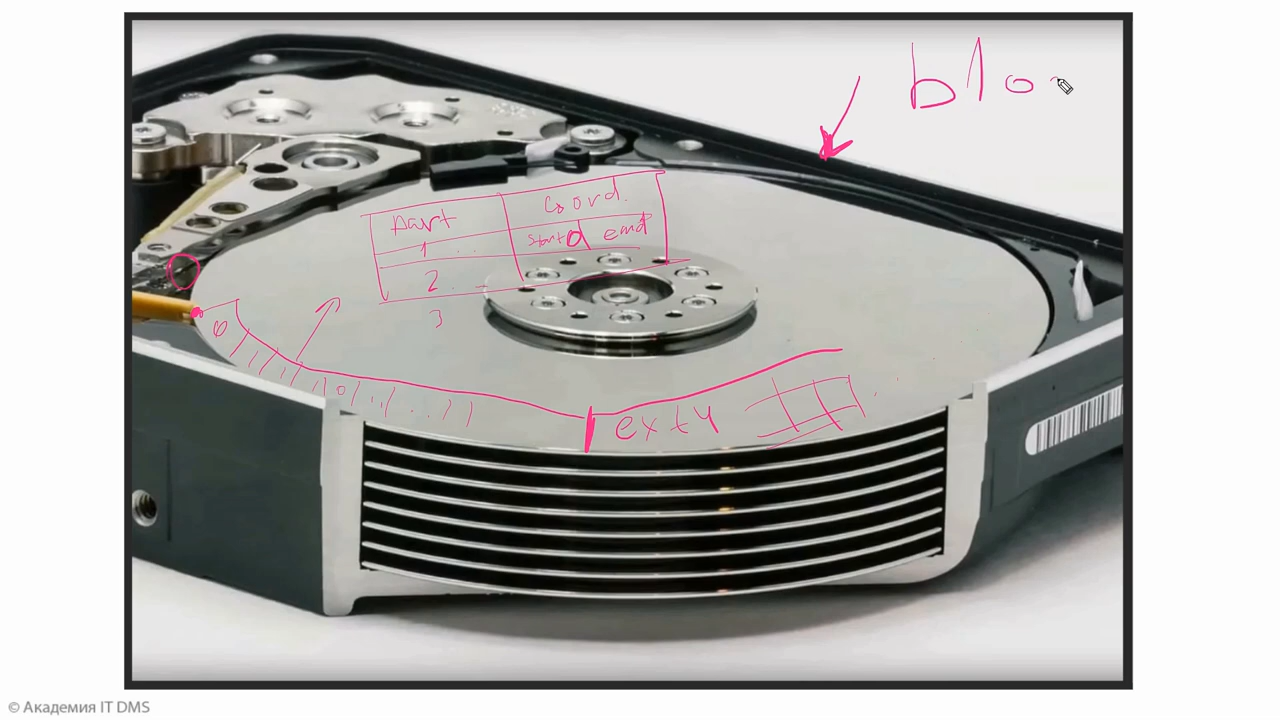 blo
part coord.
1 .. start end
2 . --
3
0
ext4
© Академия IT DMS